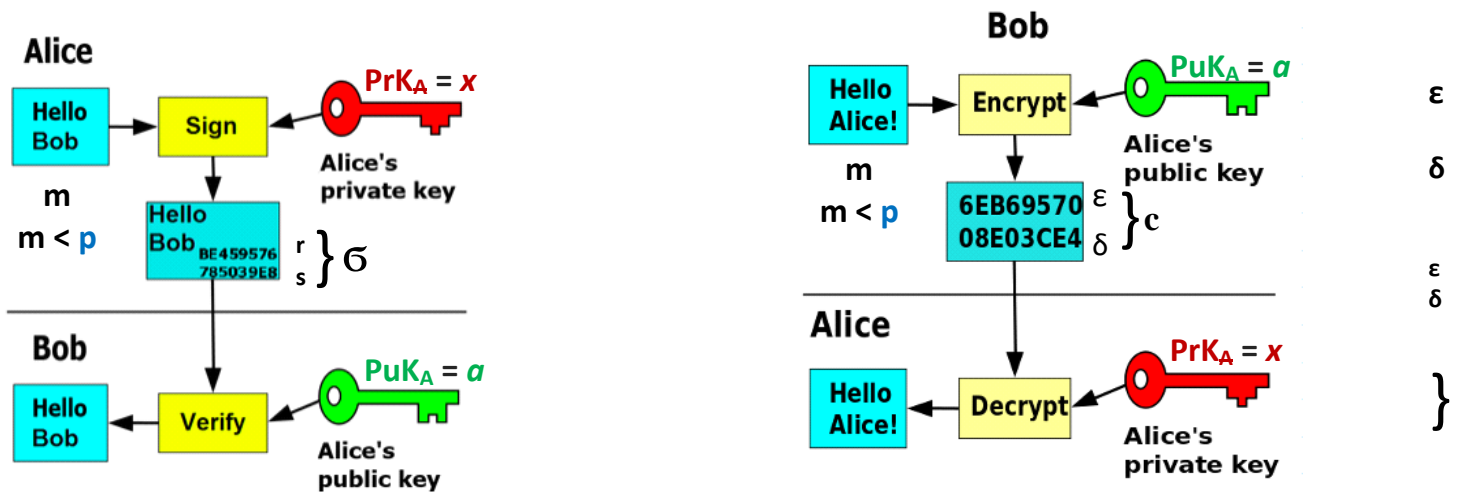 Alice
PrKA = x
Hello
Bob
Sign
Alice's
private key
m
m < p
Hello
Bob
BE459576
785039E8
r
s
} б
Bob
PuKA = a
Hello
Bob
Verify
Alice's
public key
Bob
PuKA = a
Hello
Alice!
Encrypt
Alice's
public key
m
m < p
6EB69570
08E03CE4
ε
δ
} c
Alice
PrKA = x
Hello
Alice!
Decrypt
Alice's
private key
ε
δ
ε
δ
}